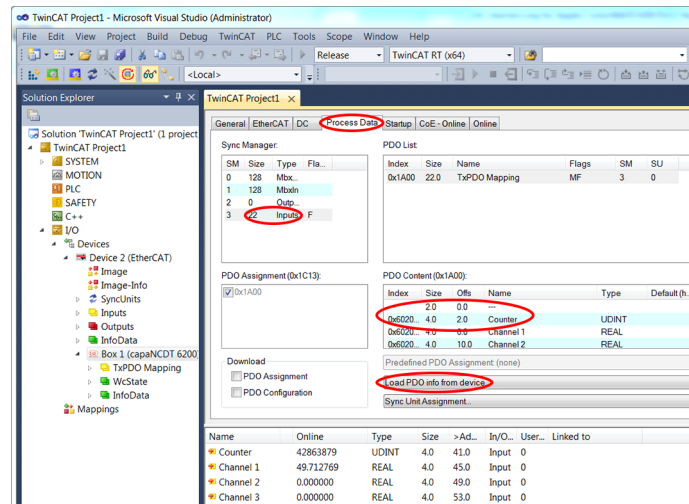 TwinCAT Project1 - Microsoft Visual Studio (Administrator)
File Edit View Project Build Debug TwinCAT PLC Tools Scope Window Help
Release TwinCAT RT (x64)
<Local>
Solution Explorer
TwinCAT Project1
Solution 'TwinCAT Project1' (1 project
TwinCAT Project1
SYSTEM
MOTION
PLC
SAFETY
C++
I/O
Devices
Device 2 (EtherCAT)
Image
Image-Info
SyncUnits
Inputs
Outputs
InfoData
Box 1 (capaNCDT 6200)
TxPDO Mapping
WcState
InfoData
Mappings
General EtherCAT DC Process Data Startup CoE - Online Online
Sync Manager:
SM Size Type Fla...
0 128 Mbx...
1 128 MbxIn
2 0 Outp...
3 22 Inputs F
PDO List:
Index Size Name Flags SM SU
0x1A00 22.0 TxPDO Mapping MF 3 0
PDO Assignment (0x1C13):
0x1A00
PDO Content (0x1A00):
Index Size Offs Name Type Default (h...
2.0 0.0 ---
0x6020... 4.0 2.0 Counter UDINT
0x6020... 4.0 6.0 Channel 1 REAL
0x6020... 4.0 10.0 Channel 2 REAL
Download
PDO Assignment
PDO Configuration
Predefined PDO Assignment: (none)
Load PDO info from device
Sync Unit Assignment...
Name Online Type Size >Ad... In/O... User... Linked to
Counter 42863879 UDINT 4.0 41.0 Input 0
Channel 1 49.712769 REAL 4.0 45.0 Input 0
Channel 2 0.000000 REAL 4.0 49.0 Input 0
Channel 3 0.000000 REAL 4.0 53.0 Input 0